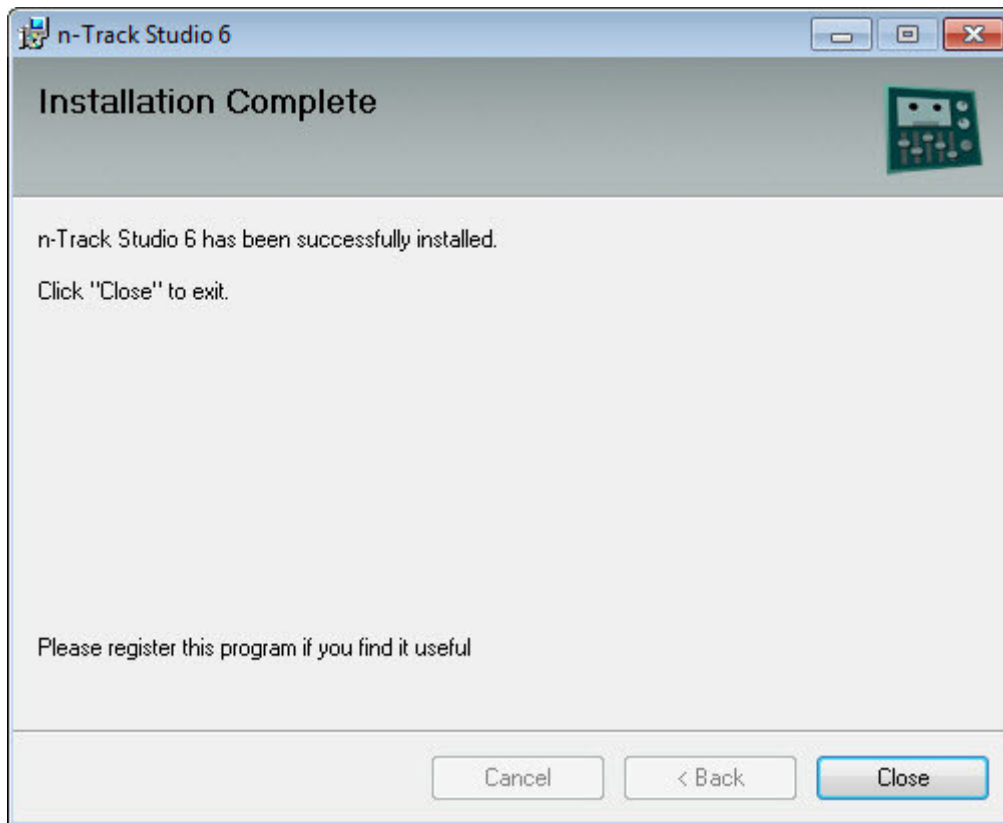 n-Track Studio 6
Installation Complete
n-Track Studio 6 has been successfully installed.
Click "Close" to exit.
Please register this program if you find it useful
Cancel
< Back
Close